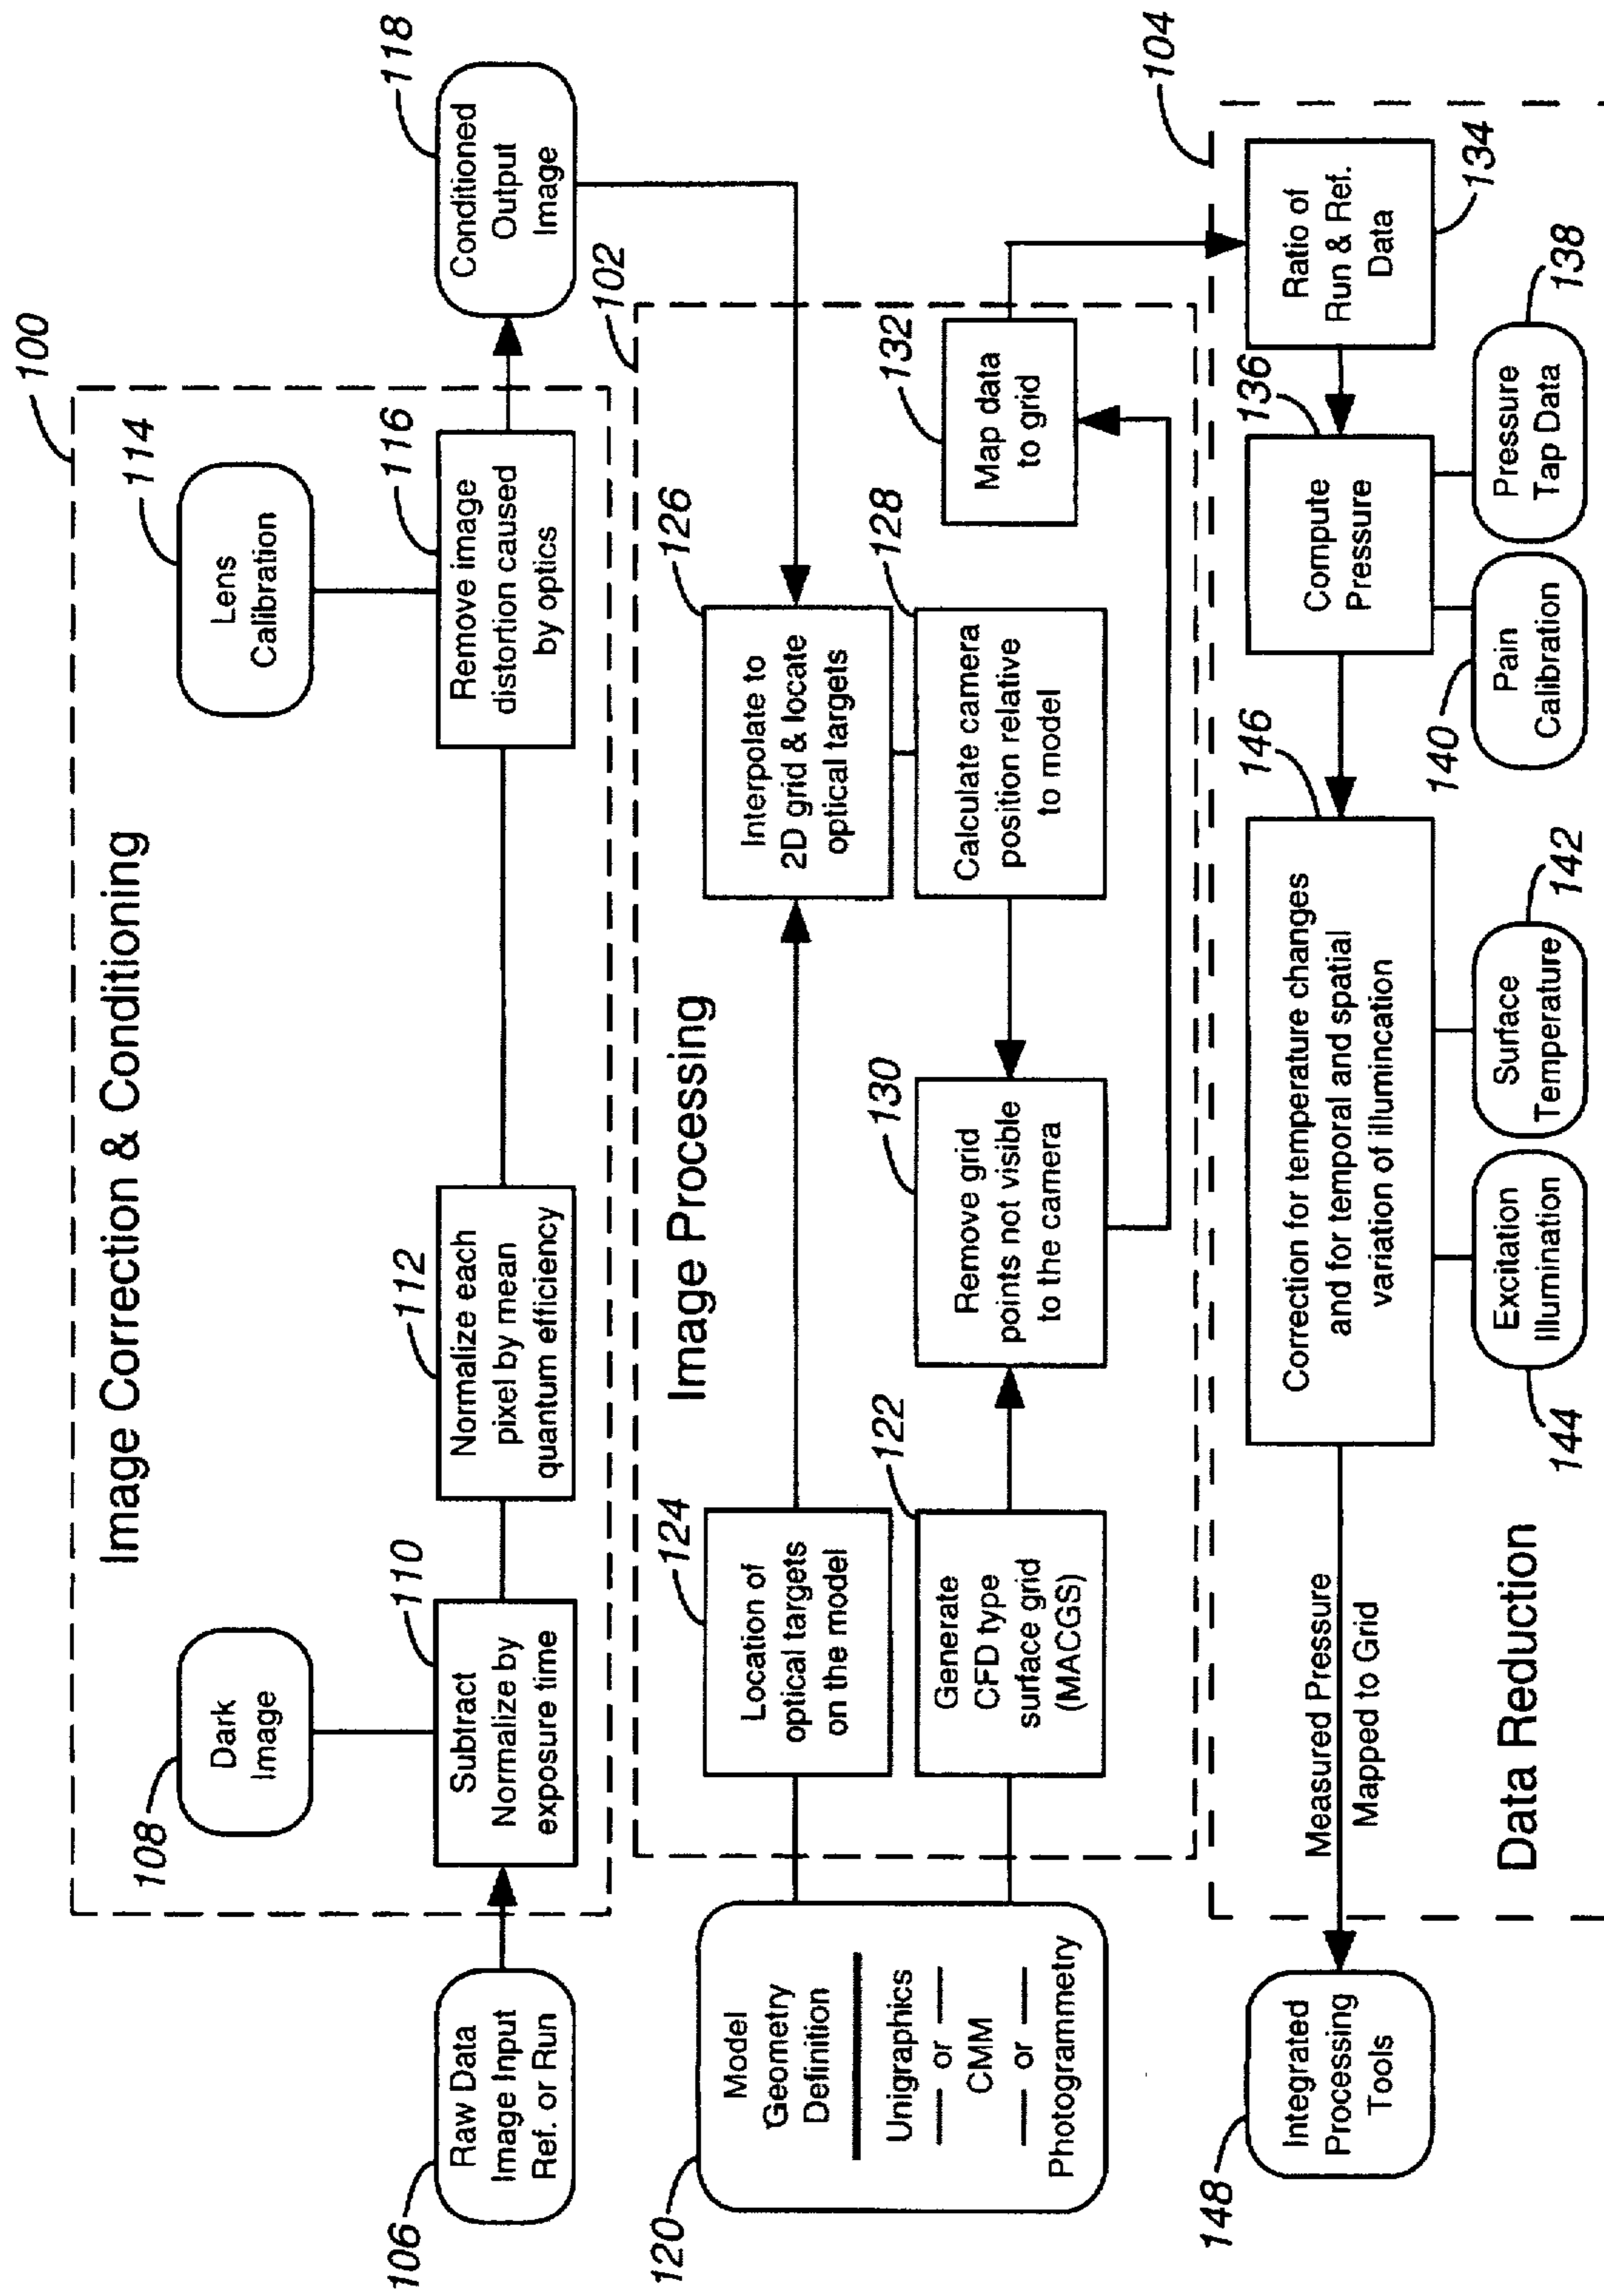 100
Image Correction & Conditioning
108
Dark
Image
114
Lens
Calibration
106
Raw Data
Image Input
Ref. or Run
110
Subtract
Normalize by
exposure time
112
Normalize each
pixel by mean
quantum efficiency
116
Remove image
distortion caused
by optics
118
Conditioned
Output
Image
102
Image Processing
120
Model
Geometry
Definition
Unigraphics
— or —
CMM
— or —
Photogrammetry
124
Location of
optical targets
on the model
126
Interpolate to
2D grid & locate
optical targets
122
Generate
CFD type
surface grid
(MACGS)
130
Remove grid
points not visible
to the camera
128
Calculate camera
position relative
to model
132
Map data
to grid
104
148
Integrated
Processing
Tools
Measured Pressure
Mapped to Grid
146
Correction for temperature changes
and for temporal and spatial
variation of illumincation
136
Compute
Pressure
Ratio of
Run & Ref.
Data
134
144
Excitation
Illumination
Surface
Temperature
142
140
Pain
Calibration
Pressure
Tap Data
138
Data Reduction